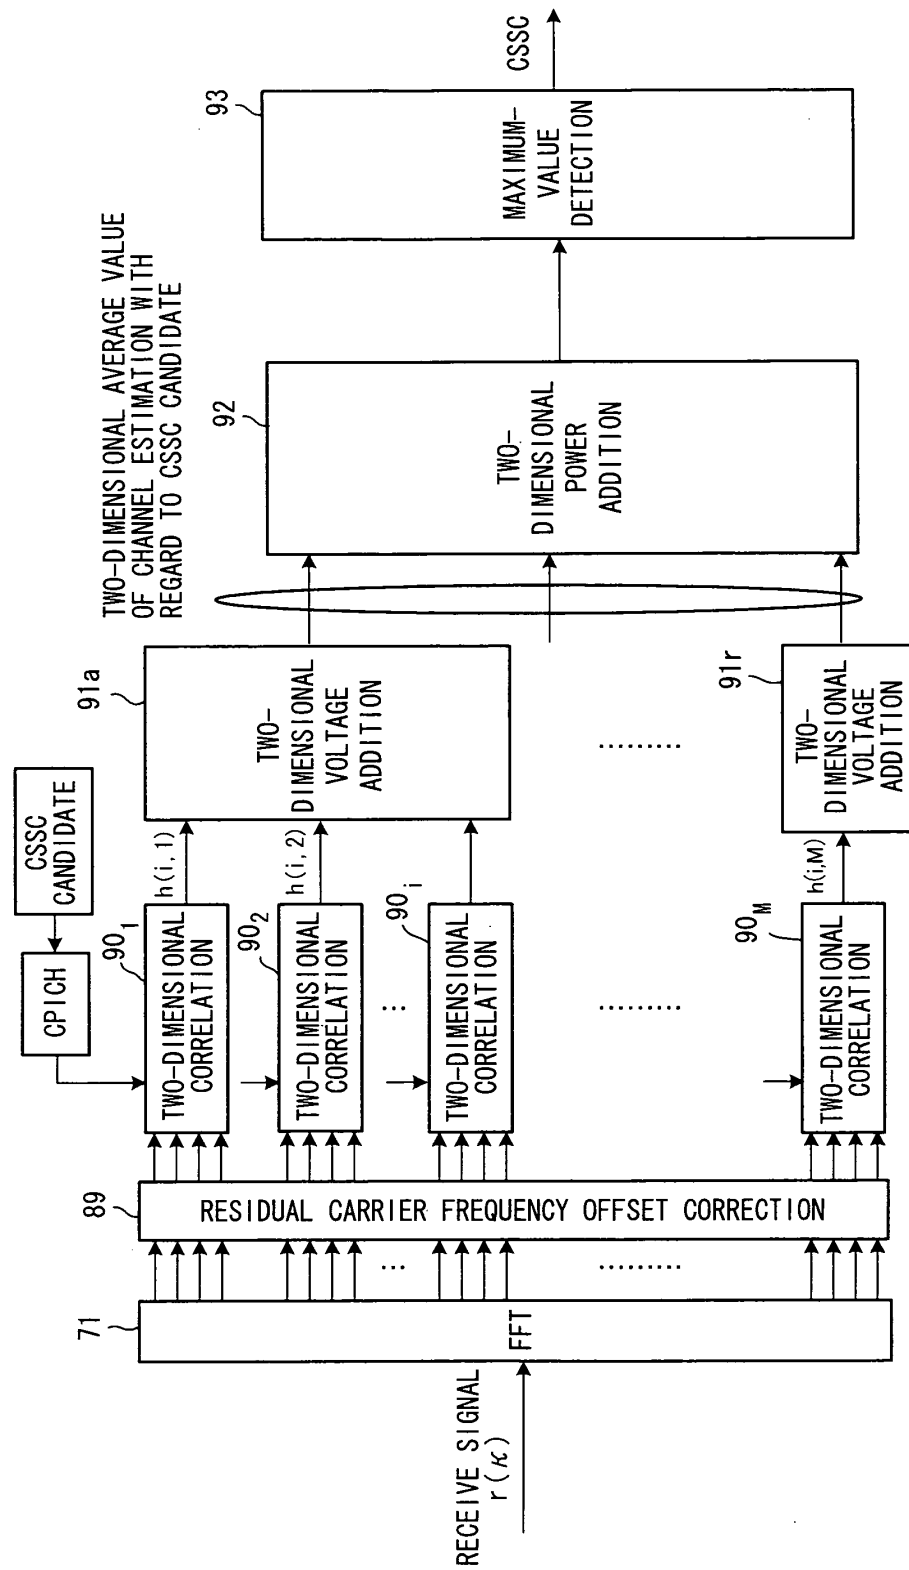 RECEIVE SIGNAL
r(κ)
71
FFT
89
RESIDUAL CARRIER FREQUENCY OFFSET CORRECTION
...
.........
CPICH
CSSC
CANDIDATE
90₁
TWO-DIMENSIONAL
CORRELATION
h(i, 1)
90₂
TWO-DIMENSIONAL
CORRELATION
h(i, 2)
...
90ᵢ
TWO-DIMENSIONAL
CORRELATION
.........
90_M
TWO-DIMENSIONAL
CORRELATION
h(i,M)
91a
TWO-
DIMENSIONAL
VOLTAGE
ADDITION
.........
91r
TWO-
DIMENSIONAL
VOLTAGE
ADDITION
TWO-DIMENSIONAL AVERAGE VALUE
OF CHANNEL ESTIMATION WITH
REGARD TO CSSC CANDIDATE
92
TWO-
DIMENSIONAL
POWER
ADDITION
93
MAXIMUM-
VALUE
DETECTION
CSSC